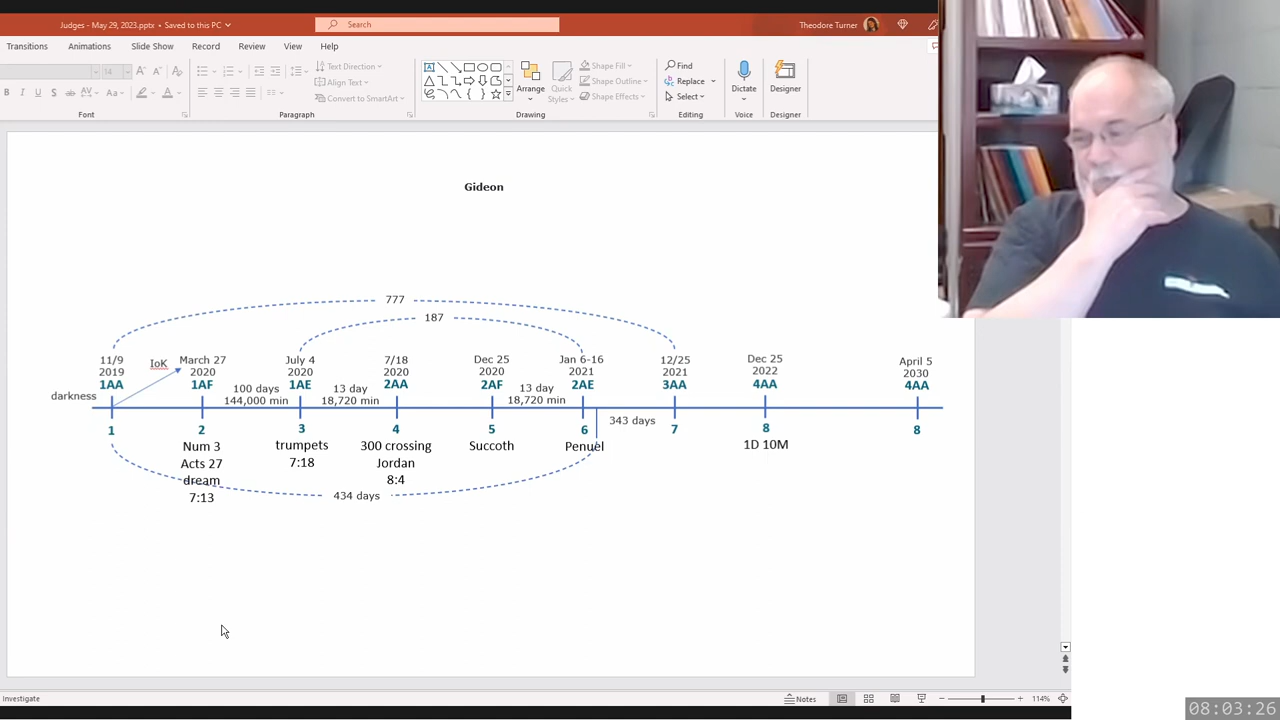 Judges - May 29, 2023.pptx • Saved to this PC
Search
Theodore Turner
Transitions Animations Slide Show Record Review View Help
14
Text Direction
Align Text
Convert to SmartArt
Arrange
Quick Styles
Shape Fill
Shape Outline
Shape Effects
Find
Replace
Select
Dictate
Designer
Font Paragraph Drawing Editing Voice Designer
Gideon
777
187
11/9 IoK March 27 July 4 7/18 Dec 25 Jan 6-16 12/25 Dec 25 April 5
2019 2020 2020 2020 2020 2021 2021 2022 2030
1AA 1AF 1AE 2AA 2AF 2AE 3AA 4AA 4AA
darkness 100 days 13 day 13 day
144,000 min 18,720 min 18,720 min
343 days
1 2 3 4 5 6 7 8 8
Num 3 trumpets 300 crossing Succoth Penuel 1D 10M
Acts 27 7:18 Jordan
dream 8:4
7:13
434 days
Investigate
Notes
114%
08:03:26